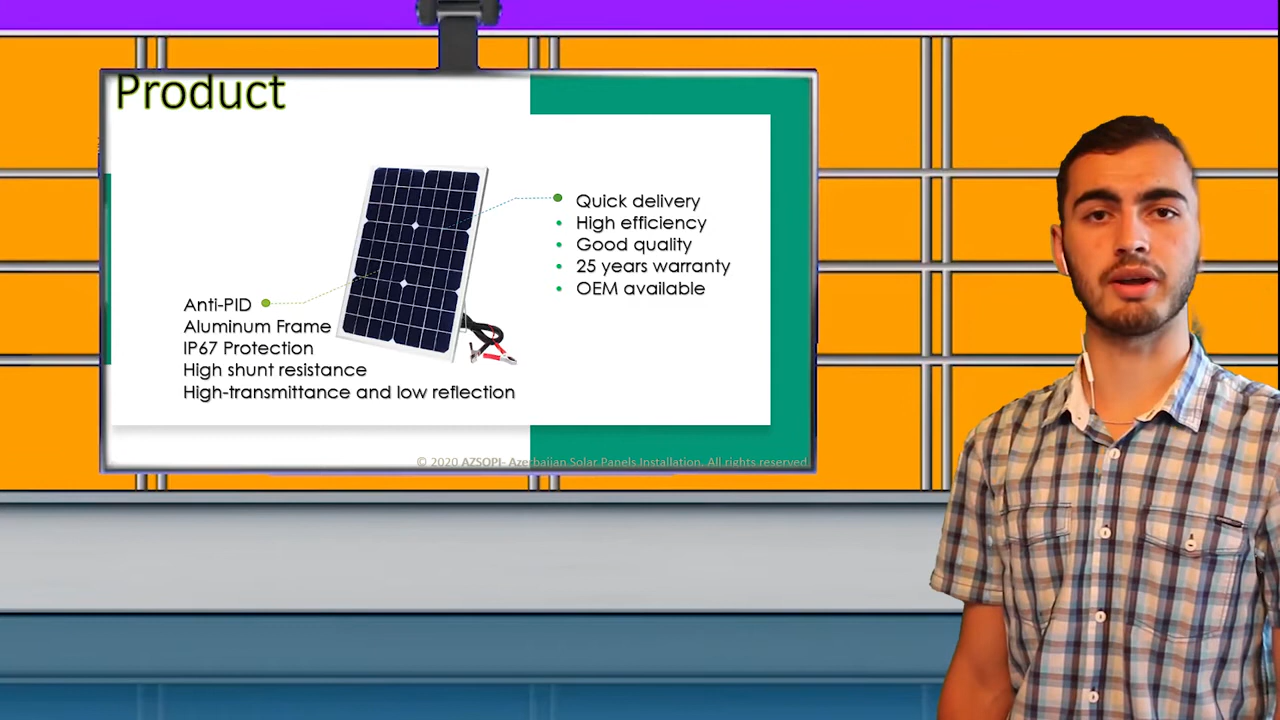 Product
Quick delivery
High efficiency
Good quality
25 years warranty
OEM available
Anti-PID
Aluminum Frame
IP67 Protection
High shunt resistance
High-transmittance and low reflection
© 2020 AZSOPI- Azerbaijan Solar Panels Installation. All rights reserved